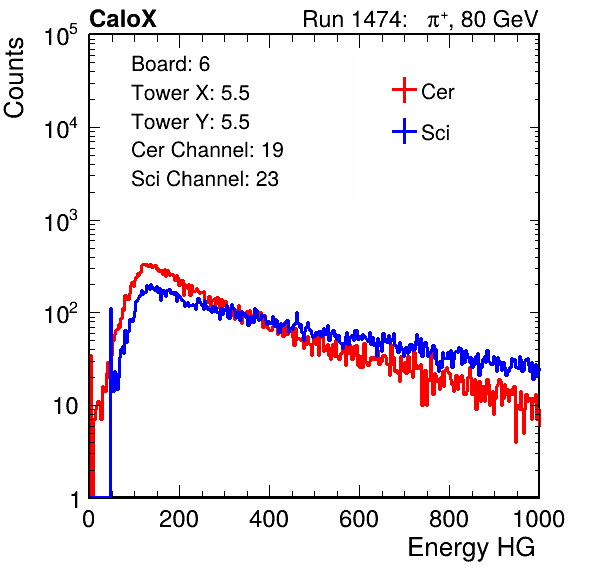 CaloX Run 1474: π⁺, 80 GeV
Counts
10⁵
10⁴
10³
10²
10
1
Board: 6
Tower X: 5.5
Tower Y: 5.5
Cer Channel: 19
Sci Channel: 23
Cer
Sci
0 200 400 600 800 1000
Energy HG